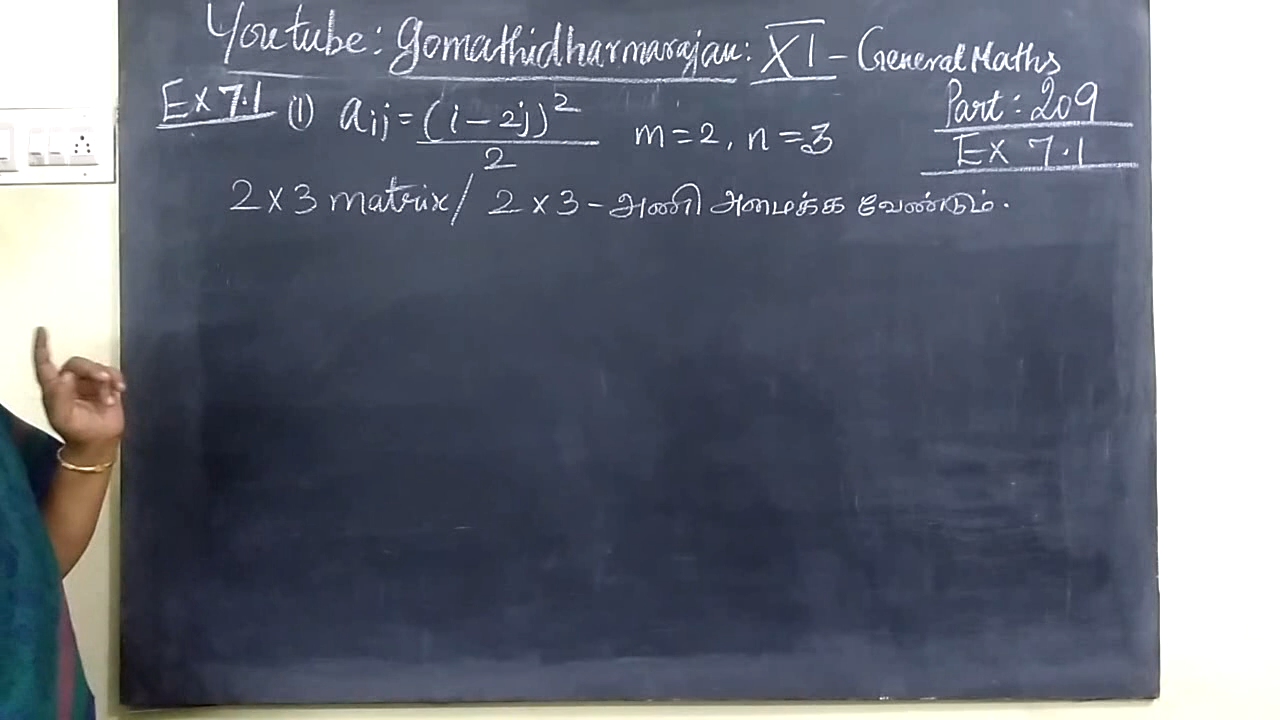 Youtube: gomathidharmarajan: XI - General Maths
Part: 209
Ex 7.1
Ex 7.1 (1) aij = (i - 2j)² / 2 m = 2, n = 3
2 x 3 matrix / 2 x 3 - அணி அமைக்க வேண்டும்.